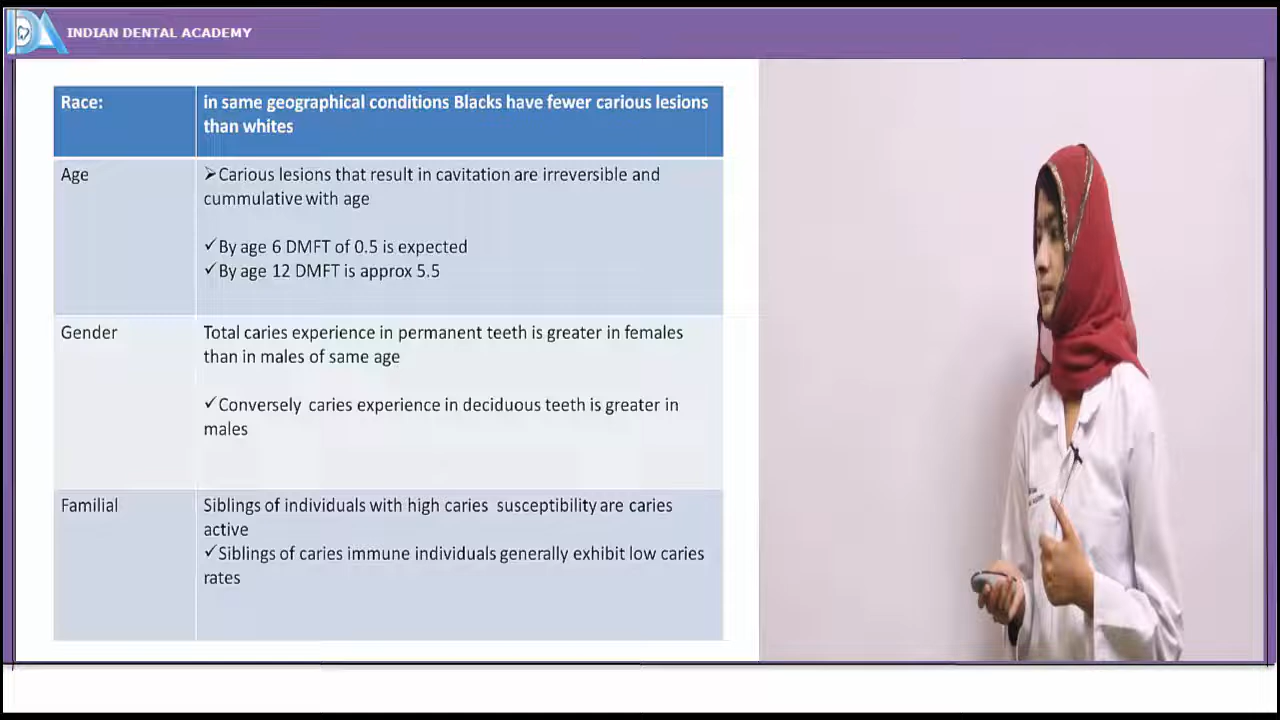 INDIAN DENTAL ACADEMY
Race:
in same geographical conditions Blacks have fewer carious lesions
than whites
Age
➢Carious lesions that result in cavitation are irreversible and
cummulative with age
✓By age 6 DMFT of 0.5 is expected
✓By age 12 DMFT is approx 5.5
Gender
Total caries experience in permanent teeth is greater in females
than in males of same age
✓Conversely caries experience in deciduous teeth is greater in
males
Familial
Siblings of individuals with high caries susceptibility are caries
active
✓Siblings of caries immune individuals generally exhibit low caries
rates